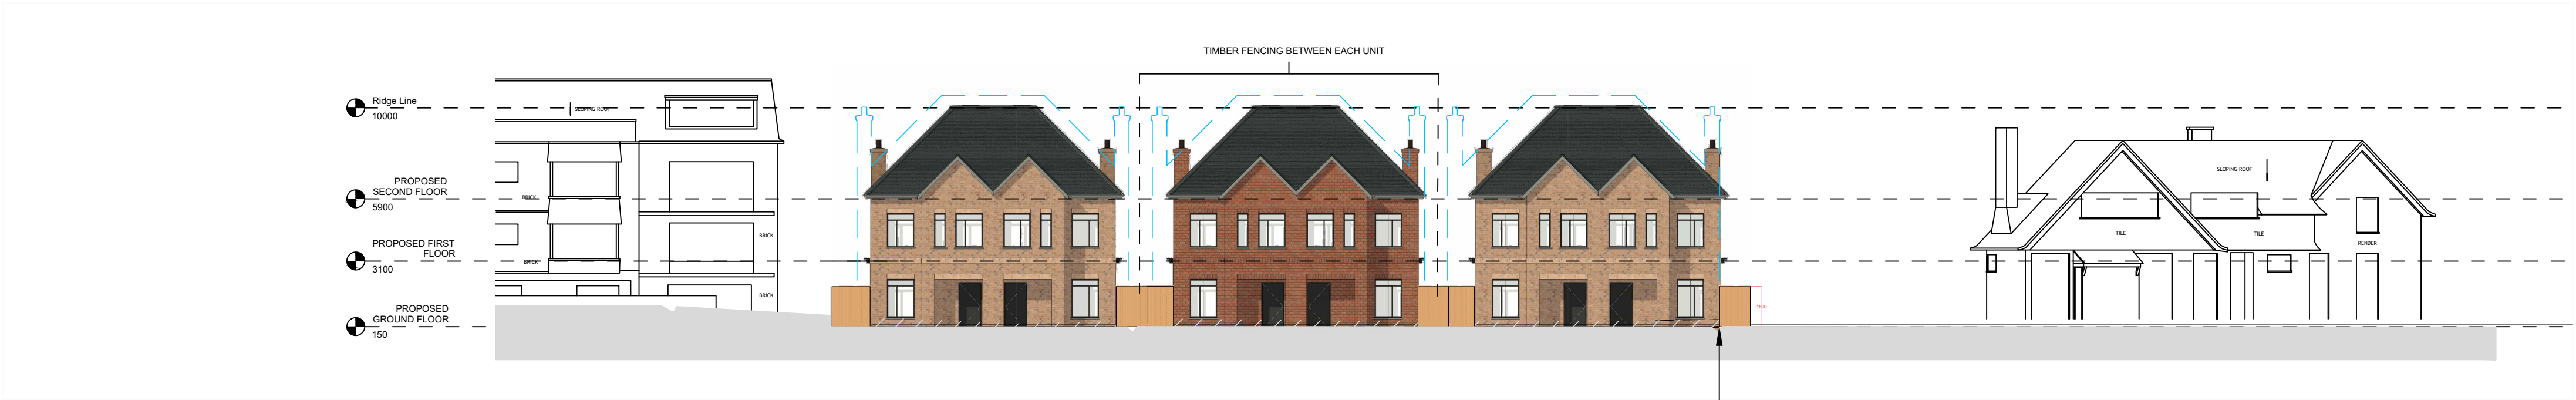 TIMBER FENCING BETWEEN EACH UNIT
Ridge Line
10000
SLOPING ROOF
PROPOSED
SECOND FLOOR
5900
BRICK
SLOPING ROOF
TILE
TILE
RENDER
BRICK
PROPOSED FIRST
FLOOR
3100
BRICK
BRICK
PROPOSED
GROUND FLOOR
150